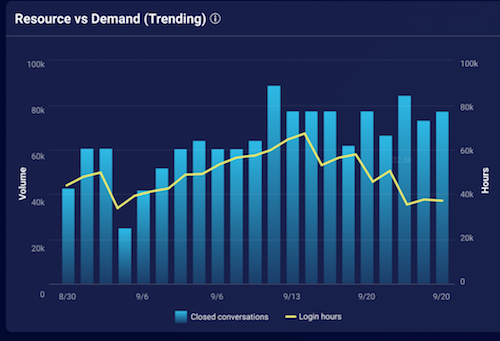 Resource vs Demand (Trending)
100k 100k
80k 80k
60k 60k
Volume Hours
40k 40k
20k 20k
0 0
8/30 9/6 9/6 9/13 9/20 9/20
Closed conversations Login hours